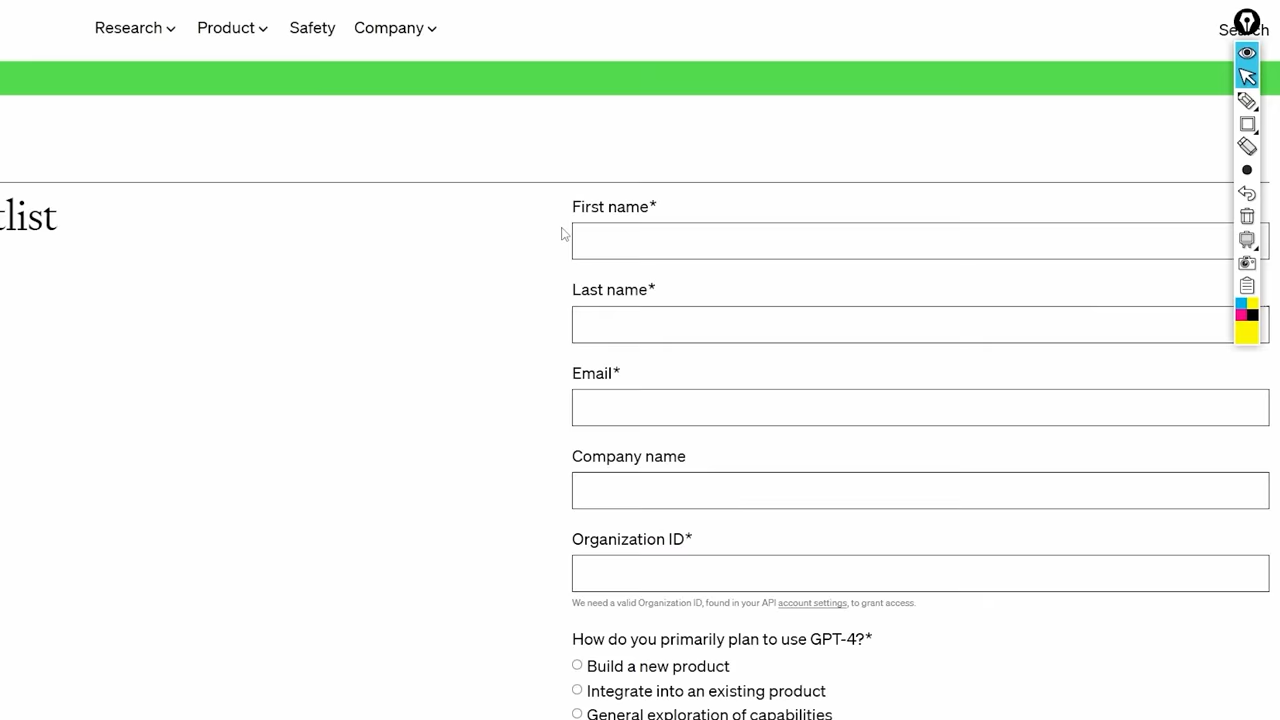 Research Product Safety Company Search
tlist
First name*
Last name*
Email*
Company name
Organization ID*
We need a valid Organization ID, found in your API account settings, to grant access.
How do you primarily plan to use GPT-4?*
Build a new product
Integrate into an existing product
General exploration of capabilities